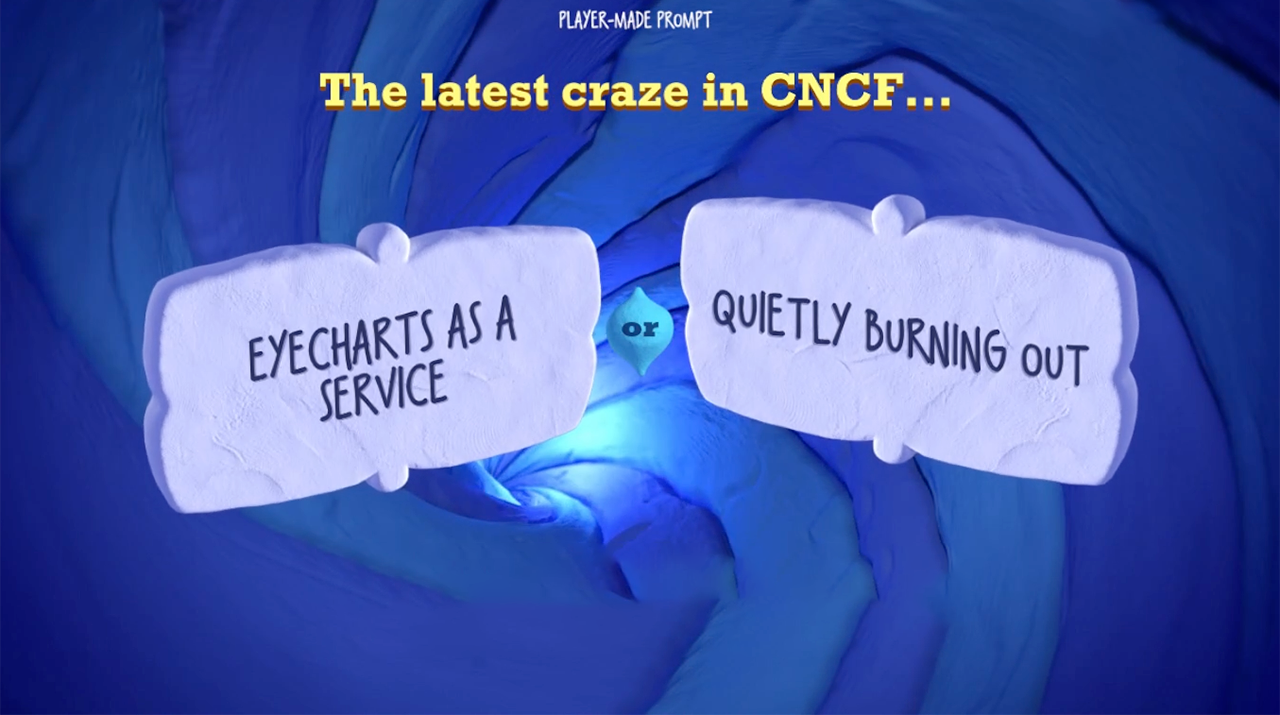 PLAYER-MADE PROMPT
The latest craze in CNCF...
EYECHARTS AS A
SERVICE
or
QUIETLY BURNING OUT